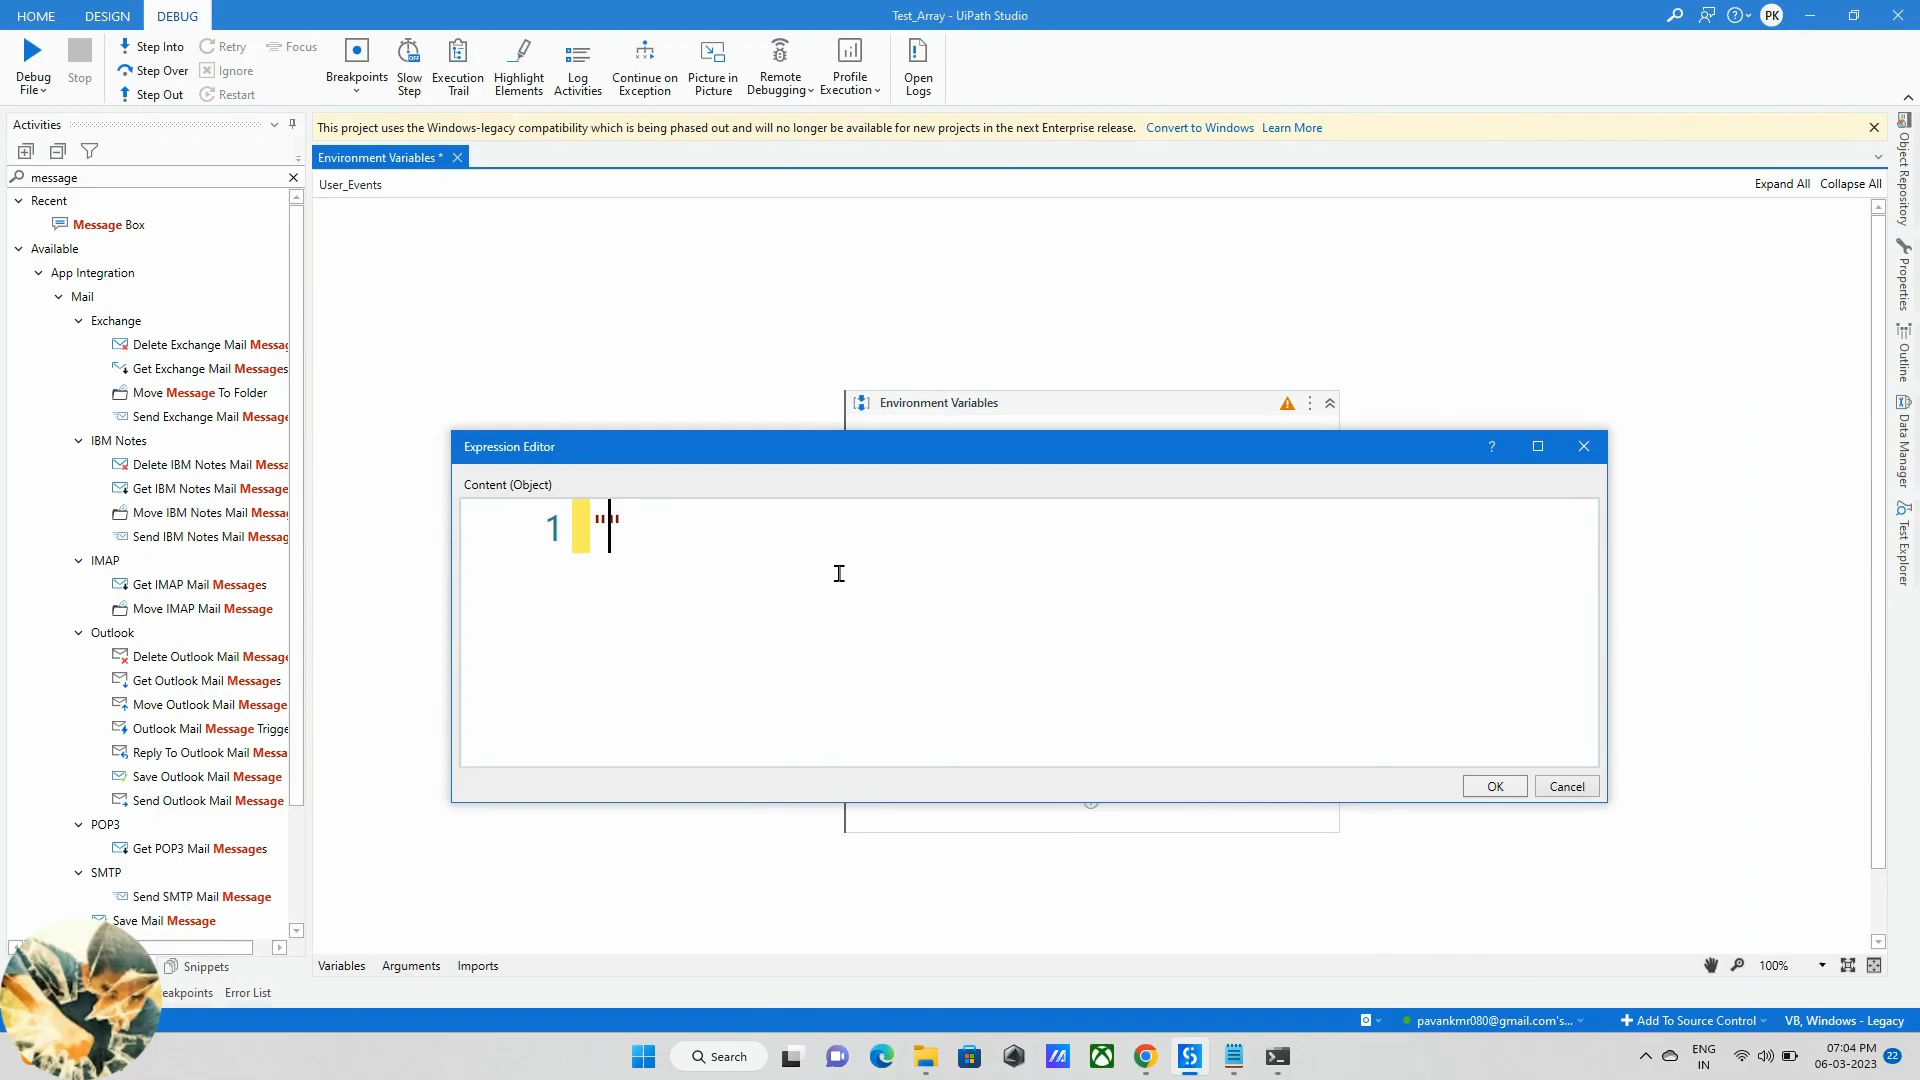 HOME DESIGN DEBUG
Test_Array - UiPath Studio
PK
Debug File
Stop
Step Into
Step Over
Step Out
Retry
Ignore
Restart
Focus
Breakpoints
Slow Step
Execution Trail
Highlight Elements
Log Activities
Continue on Exception
Picture in Picture
Remote Debugging
Profile Execution
Open Logs
Activities
This project uses the Windows-legacy compatibility which is being phased out and will no longer be available for new projects in the next Enterprise release. Convert to Windows Learn More
Environment Variables *
message
User_Events
Expand All Collapse All
Recent
Message Box
Available
App Integration
Mail
Exchange
Delete Exchange Mail Messag
Get Exchange Mail Messages
Move Message To Folder
Send Exchange Mail Message
IBM Notes
Delete IBM Notes Mail Messa
Get IBM Notes Mail Message
Move IBM Notes Mail Messag
Send IBM Notes Mail Messag
IMAP
Get IMAP Mail Messages
Move IMAP Mail Message
Outlook
Delete Outlook Mail Message
Get Outlook Mail Messages
Move Outlook Mail Message
Outlook Mail Message Trigge
Reply To Outlook Mail Messa
Save Outlook Mail Message
Send Outlook Mail Message
POP3
Get POP3 Mail Messages
SMTP
Send SMTP Mail Message
Save Mail Message
Snippets
eakpoints
Error List
Environment Variables
Expression Editor
Content (Object)
1 ""
OK
Cancel
Variables Arguments Imports
100%
Object Repository
Properties
Outline
Data Manager
Test Explorer
pavankmr080@gmail.com's...
Add To Source Control
VB, Windows - Legacy
Search
ENG
IN
07:04 PM
06-03-2023
22